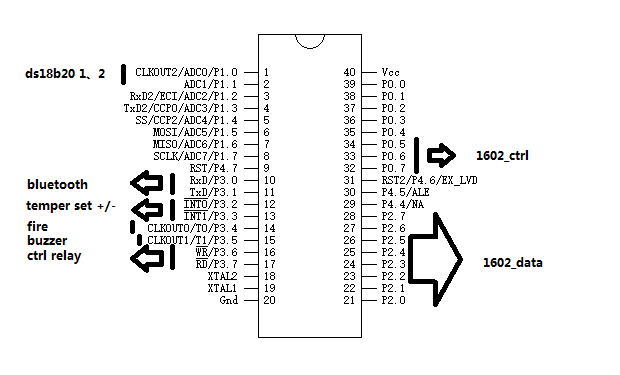 ds18b20 1、2
CLKOUT2/ADC0/P1.0 1 40 Vcc
ADC1/P1.1 2 39 P0.0
RxD2/ECI/ADC2/P1.2 3 38 P0.1
TxD2/CCP0/ADC3/P1.3 4 37 P0.2
SS/CCP2/ADC4/P1.4 5 36 P0.3
MOSI/ADC5/P1.5 6 35 P0.4
MISO/ADC6/P1.6 7 34 P0.5
SCLK/ADC7/P1.7 8 33 P0.6 1602_ctrl
RST/P4.7 9 32 P0.7
bluetooth RxD/P3.0 10 31 RST2/P4.6/EX_LVD
TxD/P3.1 11 30 P4.5/ALE
temper set +/- INT0/P3.2 12 29 P4.4/NA
INT1/P3.3 13 28 P2.7
fire CLKOUT0/T0/P3.4 14 27 P2.6
buzzer CLKOUT1/T1/P3.5 15 26 P2.5
ctrl relay WR/P3.6 16 25 P2.4
RD/P3.7 17 24 P2.3 1602_data
XTAL2 18 23 P2.2
XTAL1 19 22 P2.1
Gnd 20 21 P2.0